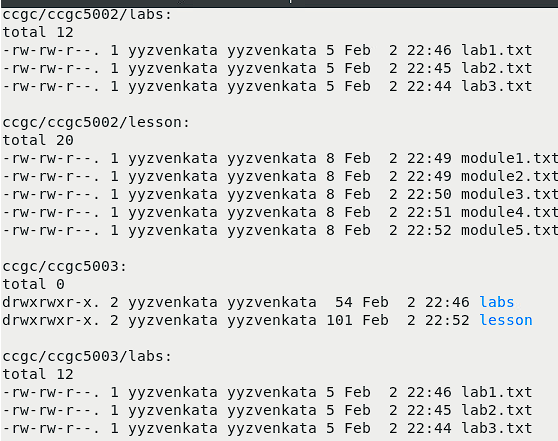 ccgc/ccgc5002/labs:
total 12
-rw-rw-r--. 1 yyzvenkata yyzvenkata 5 Feb  2 22:46 lab1.txt
-rw-rw-r--. 1 yyzvenkata yyzvenkata 5 Feb  2 22:45 lab2.txt
-rw-rw-r--. 1 yyzvenkata yyzvenkata 5 Feb  2 22:44 lab3.txt

ccgc/ccgc5002/lesson:
total 20
-rw-rw-r--. 1 yyzvenkata yyzvenkata 8 Feb  2 22:49 module1.txt
-rw-rw-r--. 1 yyzvenkata yyzvenkata 8 Feb  2 22:49 module2.txt
-rw-rw-r--. 1 yyzvenkata yyzvenkata 8 Feb  2 22:50 module3.txt
-rw-rw-r--. 1 yyzvenkata yyzvenkata 8 Feb  2 22:51 module4.txt
-rw-rw-r--. 1 yyzvenkata yyzvenkata 8 Feb  2 22:52 module5.txt

ccgc/ccgc5003:
total 0
drwxrwxr-x. 2 yyzvenkata yyzvenkata  54 Feb  2 22:46 labs
drwxrwxr-x. 2 yyzvenkata yyzvenkata 101 Feb  2 22:52 lesson

ccgc/ccgc5003/labs:
total 12
-rw-rw-r--. 1 yyzvenkata yyzvenkata 5 Feb  2 22:46 lab1.txt
-rw-rw-r--. 1 yyzvenkata yyzvenkata 5 Feb  2 22:45 lab2.txt
-rw-rw-r--. 1 yyzvenkata yyzvenkata 5 Feb  2 22:44 lab3.txt